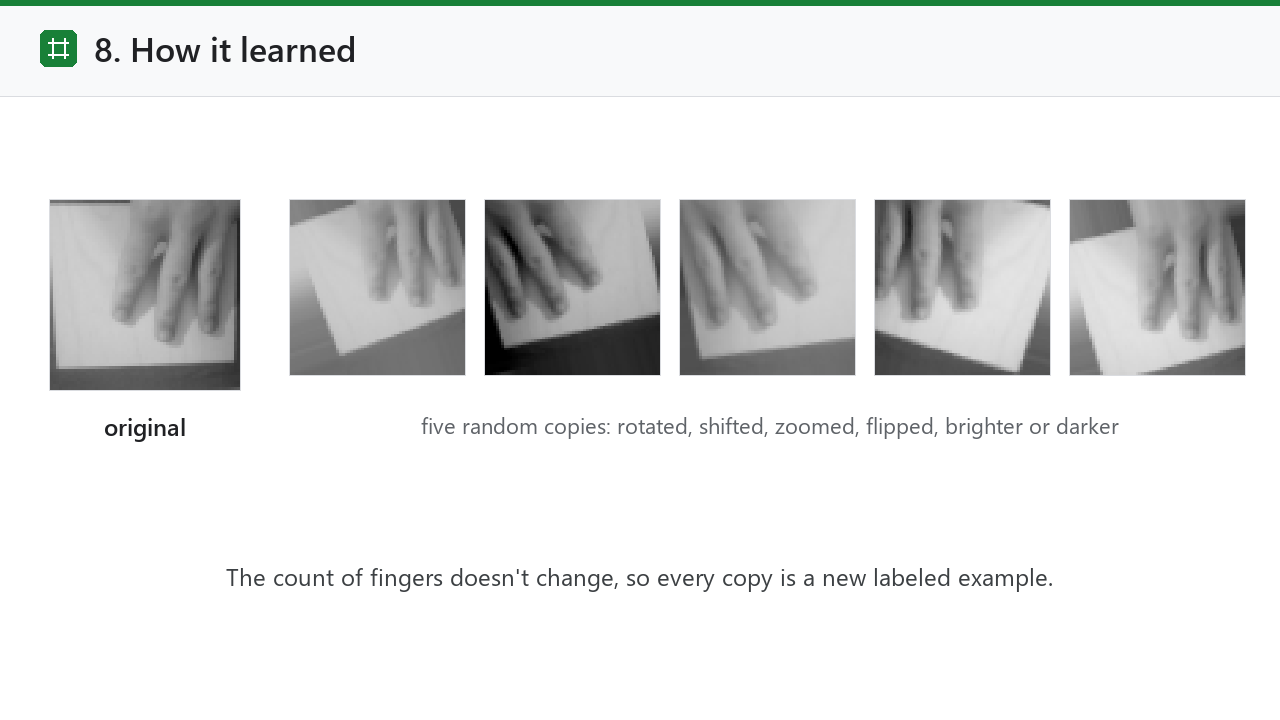 8. How it learned
original
five random copies: rotated, shifted, zoomed, flipped, brighter or darker
The count of fingers doesn't change, so every copy is a new labeled example.